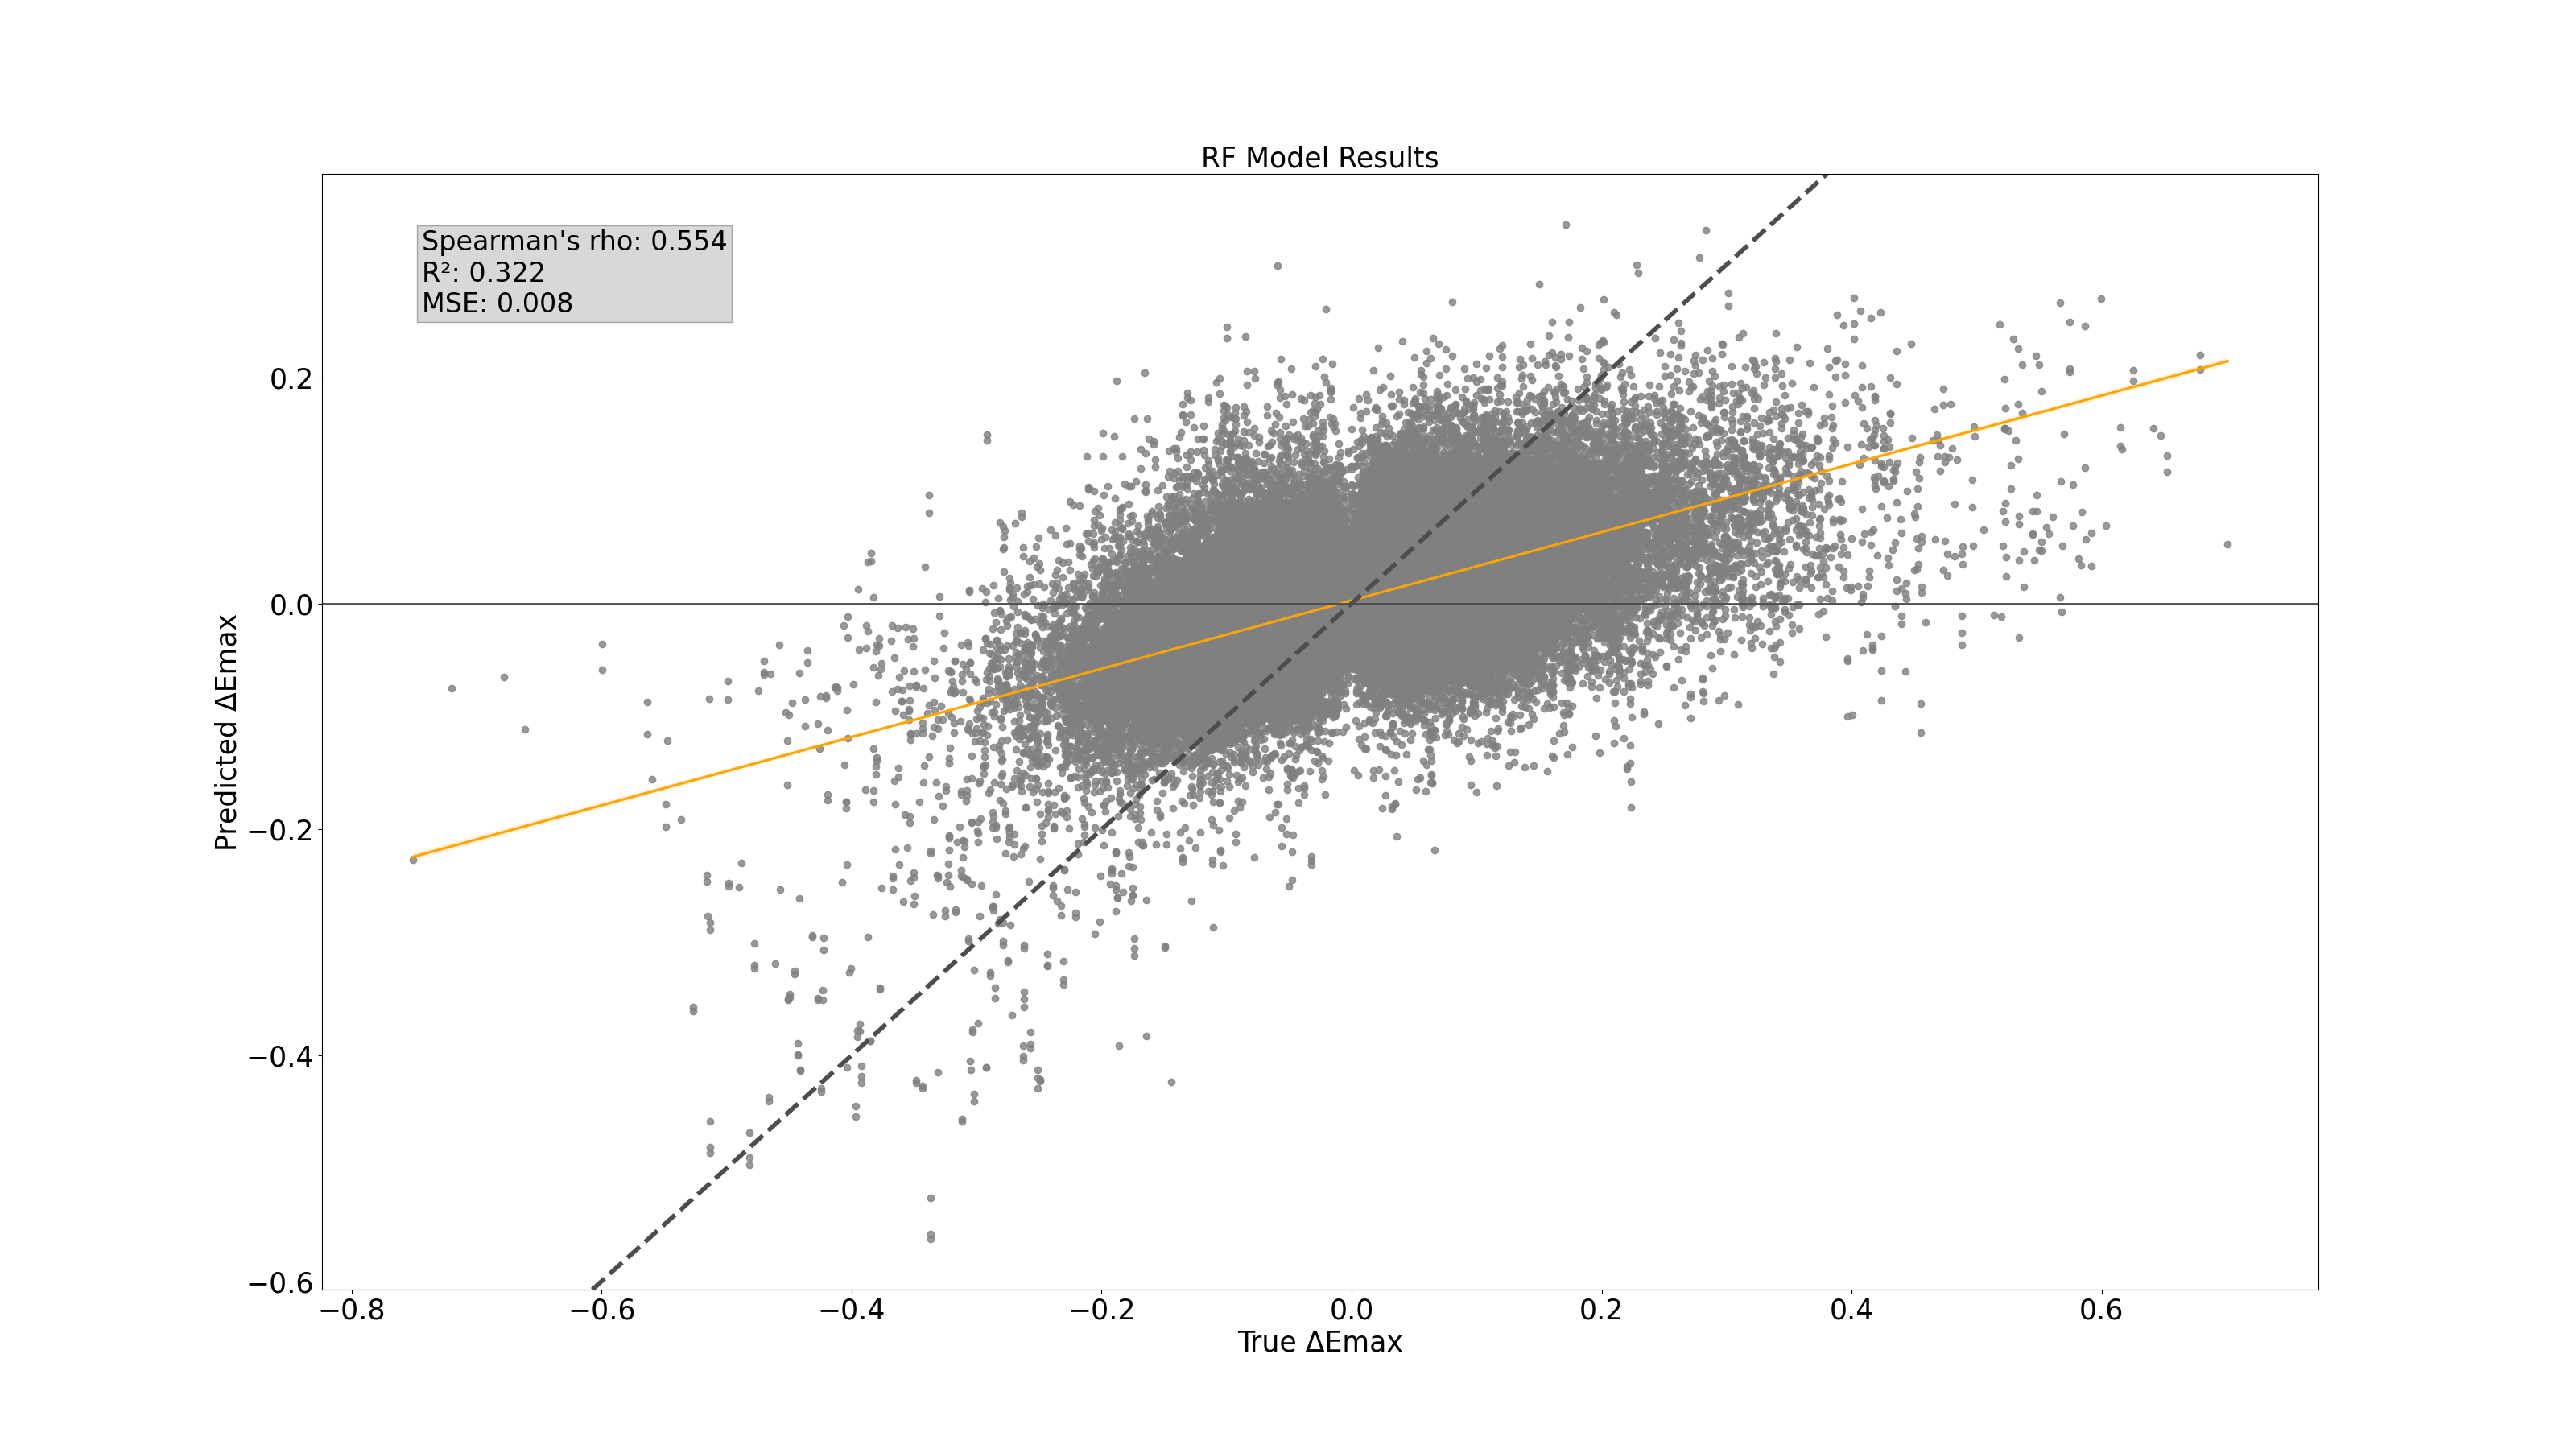 RF Model Results
Spearman's rho: 0.554
R²: 0.322
MSE: 0.008
Predicted ΔEmax
0.2
0.0
−0.2
−0.4
−0.6
−0.8
−0.6
−0.4
−0.2
0.0
0.2
0.4
0.6
True ΔEmax